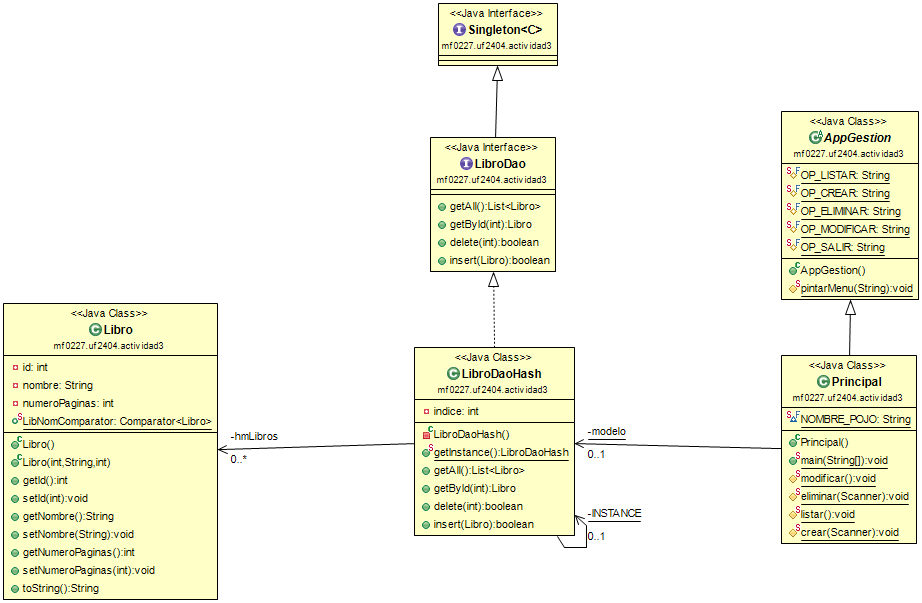 <<Java Interface>>
Singleton<C>
mf0227.uf2404.actividad3
<<Java Interface>>
LibroDao
mf0227.uf2404.actividad3
getAll():List<Libro>
getById(int):Libro
delete(int):boolean
insert(Libro):boolean
<<Java Class>>
AppGestion
mf0227.uf2404.actividad3
OP_LISTAR: String
OP_CREAR: String
OP_ELIMINAR: String
OP_MODIFICAR: String
OP_SALIR: String
AppGestion()
pintarMenu(String):void
<<Java Class>>
Libro
mf0227.uf2404.actividad3
id: int
nombre: String
numeroPaginas: int
LibNomComparator: Comparator<Libro>
Libro()
Libro(int,String,int)
getId():int
setId(int):void
getNombre():String
setNombre(String):void
getNumeroPaginas():int
setNumeroPaginas(int):void
toString():String
-hmLibros
0..*
<<Java Class>>
LibroDaoHash
mf0227.uf2404.actividad3
indice: int
LibroDaoHash()
getInstance():LibroDaoHash
getAll():List<Libro>
getById(int):Libro
delete(int):boolean
insert(Libro):boolean
-modelo
0..1
-INSTANCE
0..1
<<Java Class>>
Principal
mf0227.uf2404.actividad3
NOMBRE_POJO: String
Principal()
main(String[]):void
modificar():void
eliminar(Scanner):void
listar():void
crear(Scanner):void